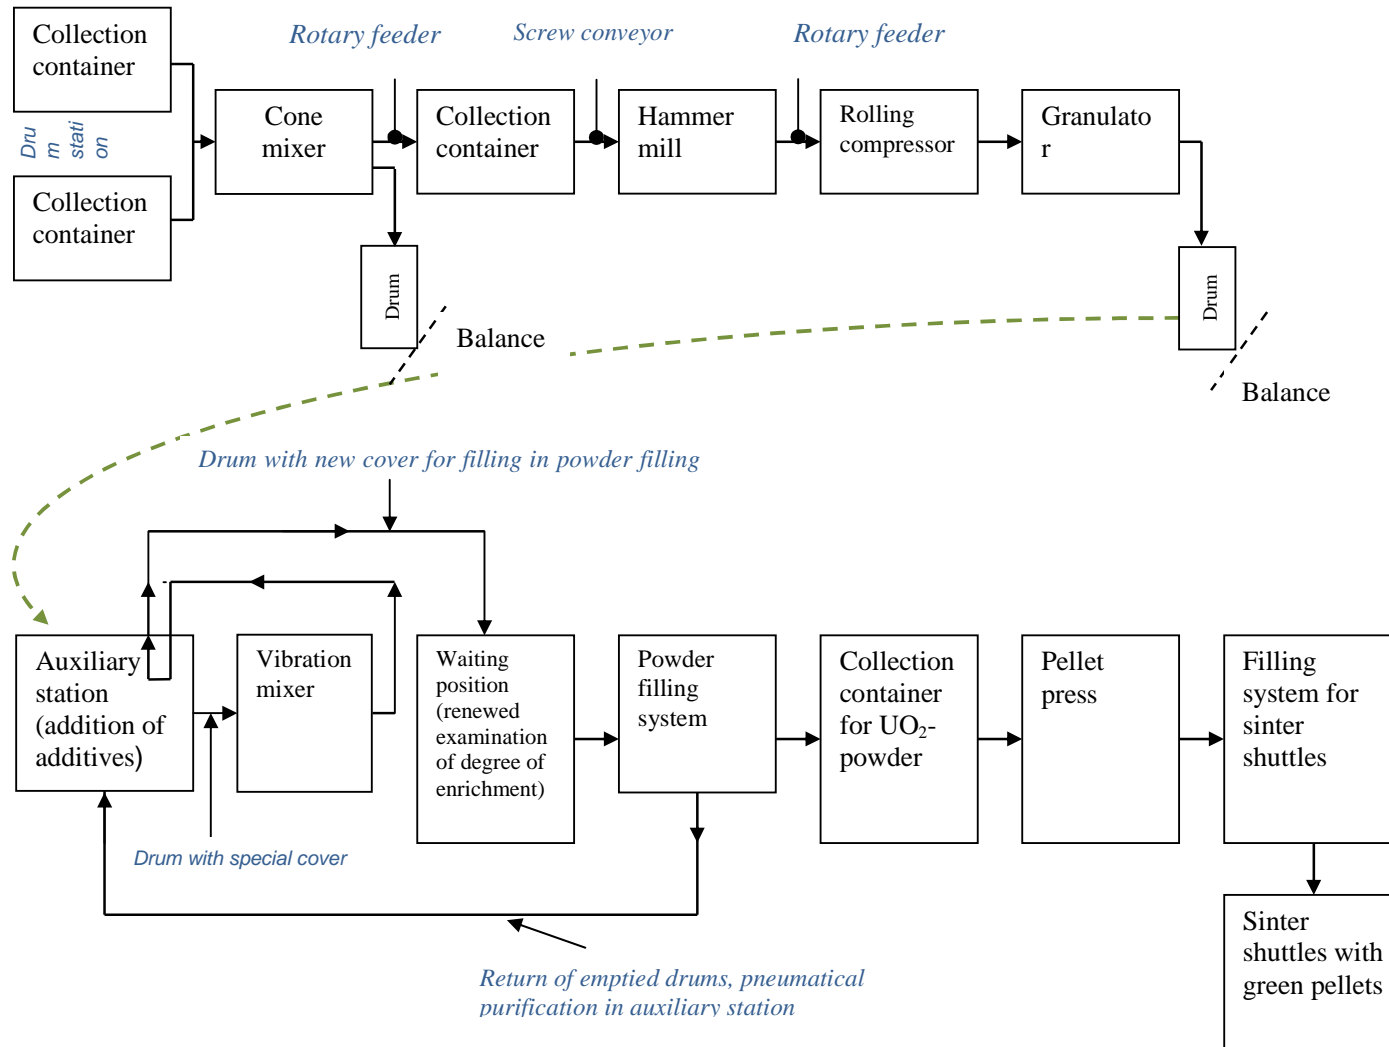 Collection
container
Rotary feeder
Screw conveyor
Rotary feeder
Dru
m
stati
on
Collection
container
Cone
mixer
Collection
container
Hammer
mill
Rolling
compressor
Granulato
r
Drum
Balance
Drum
Balance
Drum with new cover for filling in powder filling
Auxiliary
station
(addition of
additives)
Vibration
mixer
Waiting
position
(renewed
examination
of degree of
enrichment)
Powder
filling
system
Collection
container
for UO₂-
powder
Pellet
press
Filling
system for
sinter
shuttles
Drum with special cover
Return of emptied drums, pneumatical
purification in auxiliary station
Sinter
shuttles with
green pellets